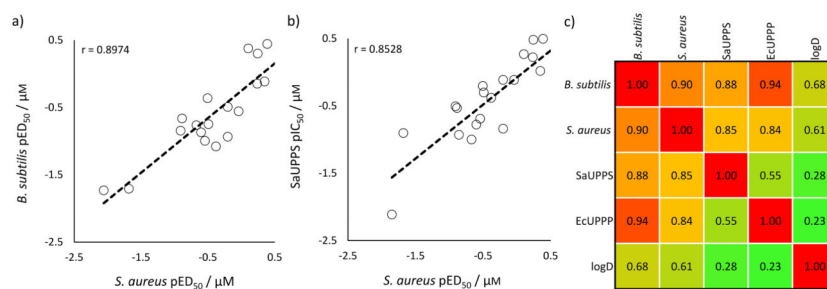 a)
r = 0.8974
B. subtilis pED50 / μM
0.5
-0.5
-1.5
-2.5
-2.5
-1.5
-0.5
0.5
S. aureus pED50 / μM
b)
r = 0.8528
SaUPPS pIC50 / μM
0.5
-0.5
-1.5
-2.5
-2.5
-1.5
-0.5
0.5
S. aureus pED50 / μM
c)
B. subtilis
S. aureus
SaUPPS
EcUPPP
logD
B. subtilis 1.00 0.90 0.88 0.94 0.68
S. aureus 0.90 1.00 0.85 0.84 0.61
SaUPPS 0.88 0.85 1.00 0.55 0.28
EcUPPP 0.94 0.84 0.55 1.00 0.23
logD 0.68 0.61 0.28 0.23 1.00